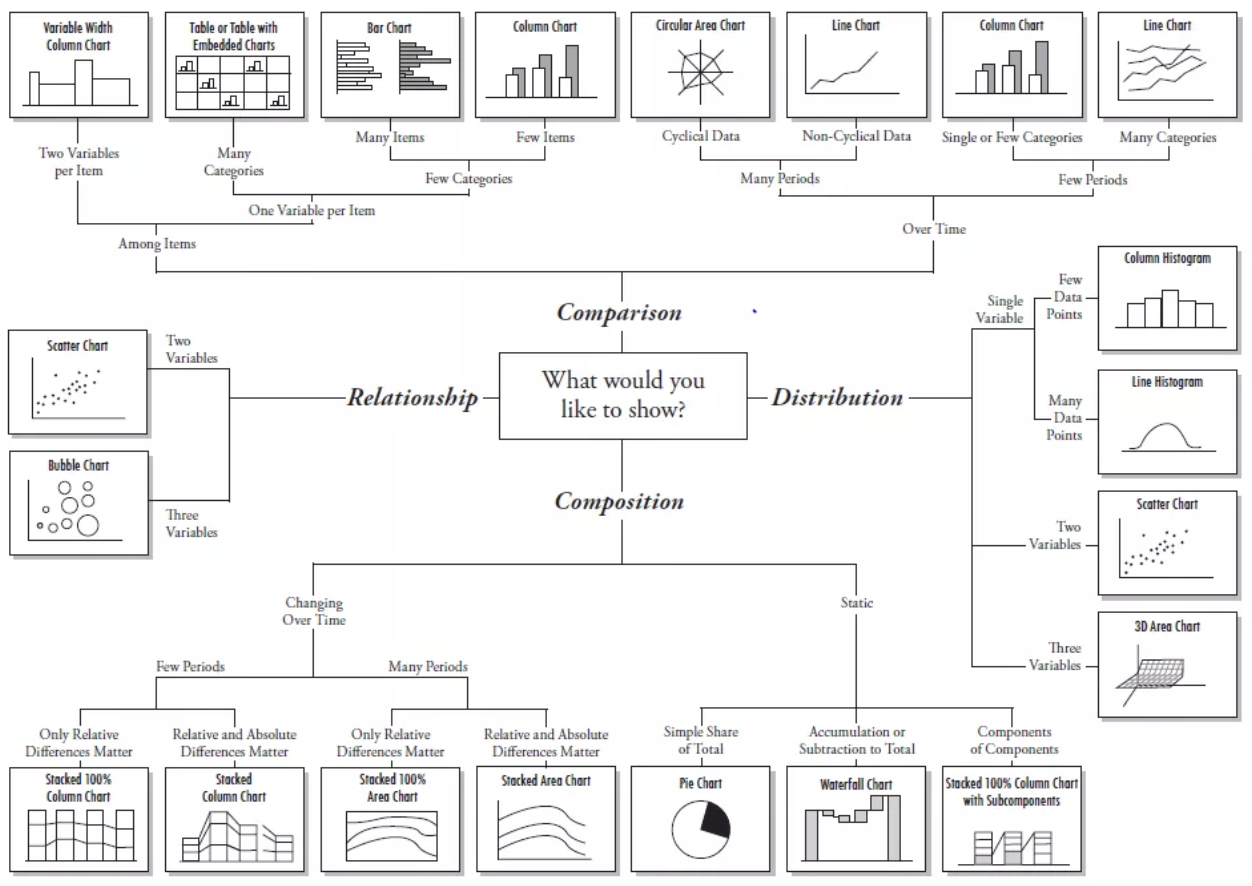 Variable Width
Column Chart
Table or Table with
Embedded Charts
Bar Chart
Column Chart
Circular Area Chart
Line Chart
Column Chart
Line Chart
Two Variables
per Item
Many
Categories
Many Items
Few Items
Cyclical Data
Non-Cyclical Data
Single or Few Categories
Many Categories
Few Categories
Many Periods
Few Periods
One Variable per Item
Among Items
Over Time
Comparison
What would you
like to show?
Relationship
Two
Variables
Scatter Chart
Three
Variables
Bubble Chart
Distribution
Single
Variable
Few
Data
Points
Column Histogram
Many
Data
Points
Line Histogram
Two
Variables
Scatter Chart
Three
Variables
3D Area Chart
Composition
Changing
Over Time
Static
Few Periods
Many Periods
Only Relative
Differences Matter
Relative and Absolute
Differences Matter
Only Relative
Differences Matter
Relative and Absolute
Differences Matter
Simple Share
of Total
Accumulation or
Subtraction to Total
Components
of Components
Stacked 100%
Column Chart
Stacked
Column Chart
Stacked 100%
Area Chart
Stacked Area Chart
Pie Chart
Waterfall Chart
Stacked 100% Column Chart
with Subcomponents